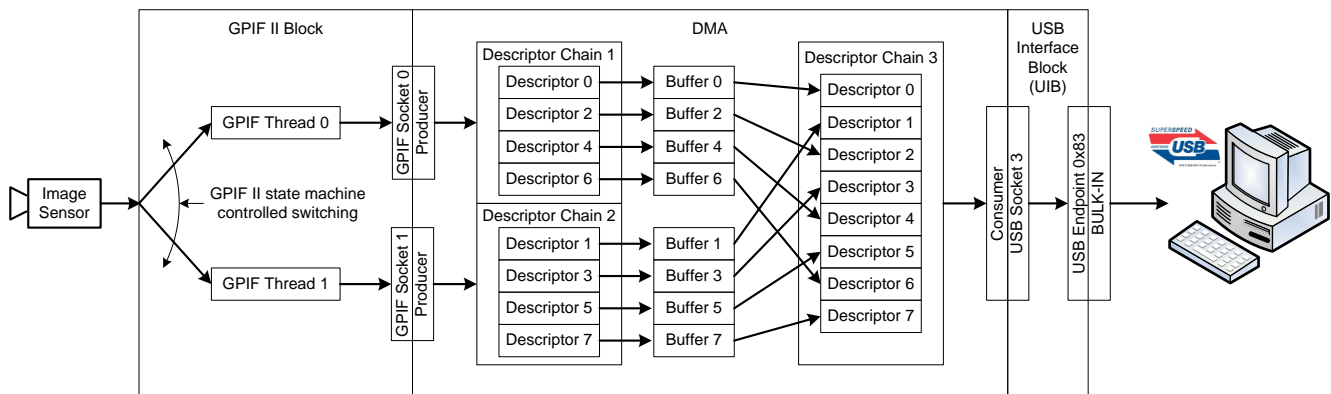 GPIF II Block
DMA
USB
Interface
Block
(UIB)
Image
Sensor
GPIF Thread 0
GPIF II state machine
controlled switching
GPIF Thread 1
GPIF Socket 0
Producer
GPIF Socket 1
Producer
Descriptor Chain 1
Descriptor 0
Descriptor 2
Descriptor 4
Descriptor 6
Descriptor Chain 2
Descriptor 1
Descriptor 3
Descriptor 5
Descriptor 7
Buffer 0
Buffer 2
Buffer 4
Buffer 6
Buffer 1
Buffer 3
Buffer 5
Buffer 7
Descriptor Chain 3
Descriptor 0
Descriptor 1
Descriptor 2
Descriptor 3
Descriptor 4
Descriptor 5
Descriptor 6
Descriptor 7
Consumer
USB Socket 3
USB Endpoint 0x83
BULK-IN
SUPERSPEED
CERTIFIED
USB